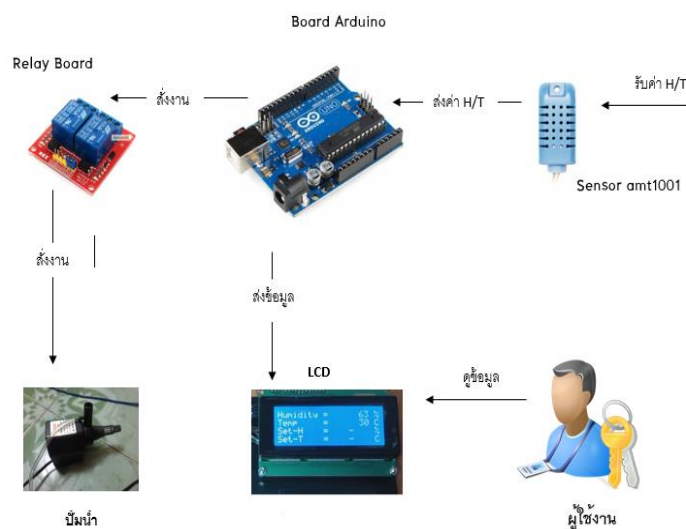 Board Arduino
Relay Board
สั่งงาน
ส่งค่า H/T
รับค่า H/T
UNO
Sensor amt1001
สั่งงาน
ส่งข้อมูล
LCD
ดูข้อมูล
Humidity =
Temp =
Set-H -
Set-T -
ปั๊มน้ำ
ผู้ใช้งาน